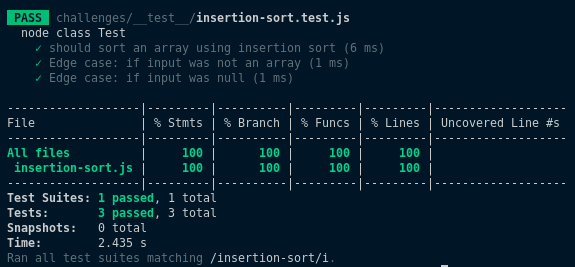 PASS challenges/__test__/insertion-sort.test.js
node class Test
✓ should sort an array using insertion sort (6 ms)
✓ Edge case: if input was not an array (1 ms)
✓ Edge case: if input was null (1 ms)
-------------------|---------|----------|---------|---------|-------------------
File | % Stmts | % Branch | % Funcs | % Lines | Uncovered Line #s
-------------------|---------|----------|---------|---------|-------------------
All files | 100 | 100 | 100 | 100 |
insertion-sort.js | 100 | 100 | 100 | 100 |
-------------------|---------|----------|---------|---------|-------------------
Test Suites: 1 passed, 1 total
Tests: 3 passed, 3 total
Snapshots: 0 total
Time: 2.435 s
Ran all test suites matching /insertion-sort/i.